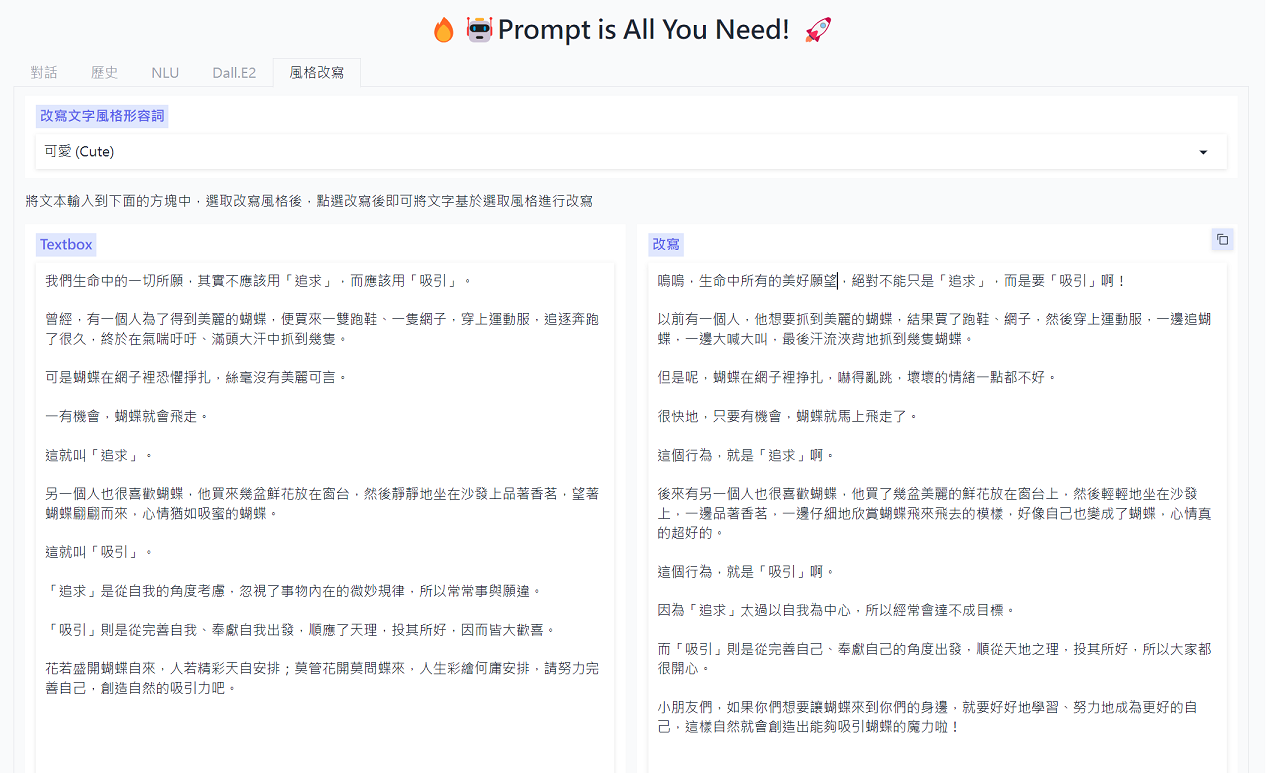 🔥 🤖Prompt is All You Need! 🚀
對話 歷史 NLU Dall.E2 風格改寫
改寫文字風格形容詞
可愛 (Cute)
將文本輸入到下面的方塊中，選取改寫風格後，點選改寫後即可將文字基於選取風格進行改寫
Textbox
我們生命中的一切所願，其實不應該用「追求」，而應該用「吸引」。
曾經，有一個人為了得到美麗的蝴蝶，便買來一雙跑鞋、一隻網子，穿上運動服，追逐奔跑
了很久，終於在氣喘吁吁、滿頭大汗中抓到幾隻。
可是蝴蝶在網子裡恐懼掙扎，絲毫沒有美麗可言。
一有機會，蝴蝶就會飛走。
這就叫「追求」。
另一個人也很喜歡蝴蝶，他買來幾盆鮮花放在窗台，然後靜靜地坐在沙發上品著香茗，望著
蝴蝶翩翩而來，心情猶如吸蜜的蝴蝶。
這就叫「吸引」。
「追求」是從自我的角度考慮，忽視了事物內在的微妙規律，所以常常事與願違。
「吸引」則是從完善自我、奉獻自我出發，順應了天理，投其所好，因而皆大歡喜。
花若盛開蝴蝶自來，人若精彩天自安排；莫管花開莫問蝶來，人生彩繪何庸安排，請努力完
善自己，創造自然的吸引力吧。
改寫
嗚嗚，生命中所有的美好願望，絕對不能只是「追求」，而是要「吸引」啊！
以前有一個人，他想要抓到美麗的蝴蝶，結果買了跑鞋、網子，然後穿上運動服，一邊追蝴
蝶，一邊大喊大叫，最後汗流浹背地抓到幾隻蝴蝶。
但是呢，蝴蝶在網子裡掙扎，嚇得亂跳，壞壞的情緒一點都不好。
很快地，只要有機會，蝴蝶就馬上飛走了。
這個行為，就是「追求」啊。
後來有另一個人也很喜歡蝴蝶，他買了幾盆美麗的鮮花放在窗台上，然後輕輕地坐在沙發
上，一邊品著香茗，一邊仔細地欣賞蝴蝶飛來飛去的模樣，好像自己也變成了蝴蝶，心情真
的超好的。
這個行為，就是「吸引」啊。
因為「追求」太過以自我為中心，所以經常會達不成目標。
而「吸引」則是從完善自己、奉獻自己的角度出發，順從天地之理，投其所好，所以大家都
很開心。
小朋友們，如果你們想要讓蝴蝶來到你們的身邊，就要好好地學習、努力地成為更好的自
己，這樣自然就會創造出能夠吸引蝴蝶的魔力啦！